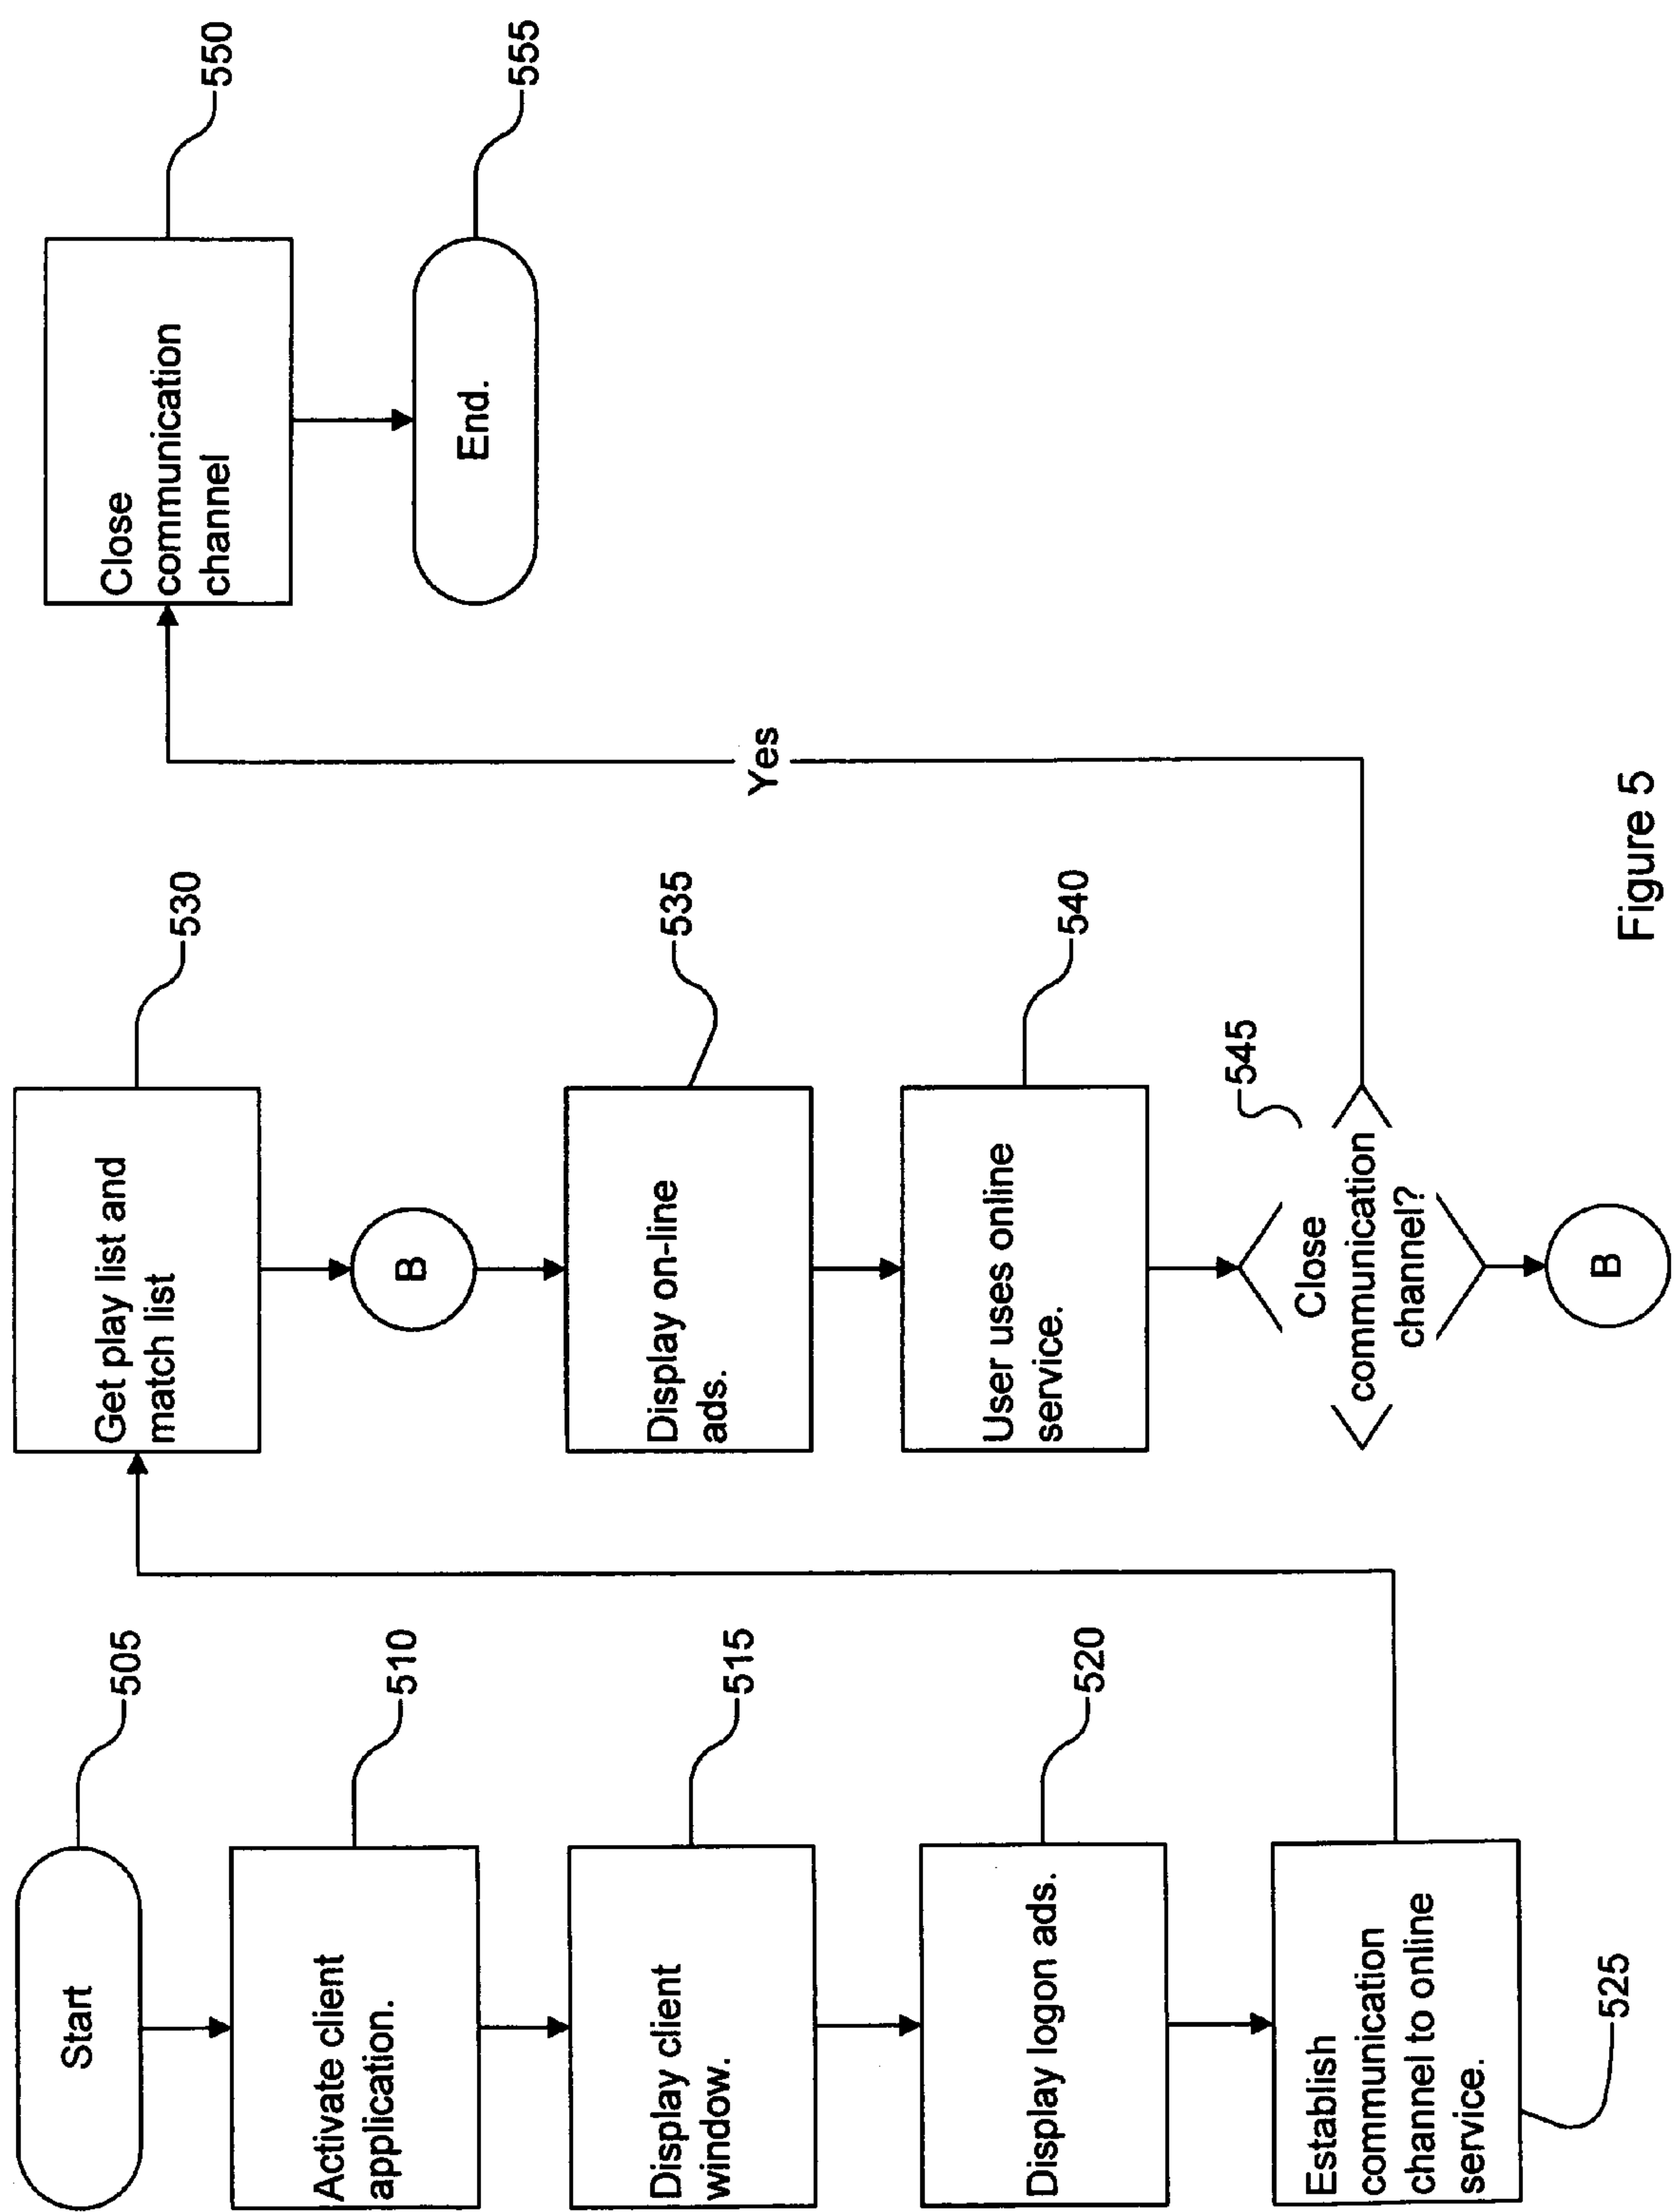 Start
505
Activate client
application.
510
Display client
window.
515
Display logon ads.
520
Establish
communication
channel to online
service.
525
Get play list and
match list
530
B
Display on-line
ads.
535
User uses online
service.
540
Close
communication
channel?
545
B
Yes
Close
communication
channel
550
End.
555
Figure 5